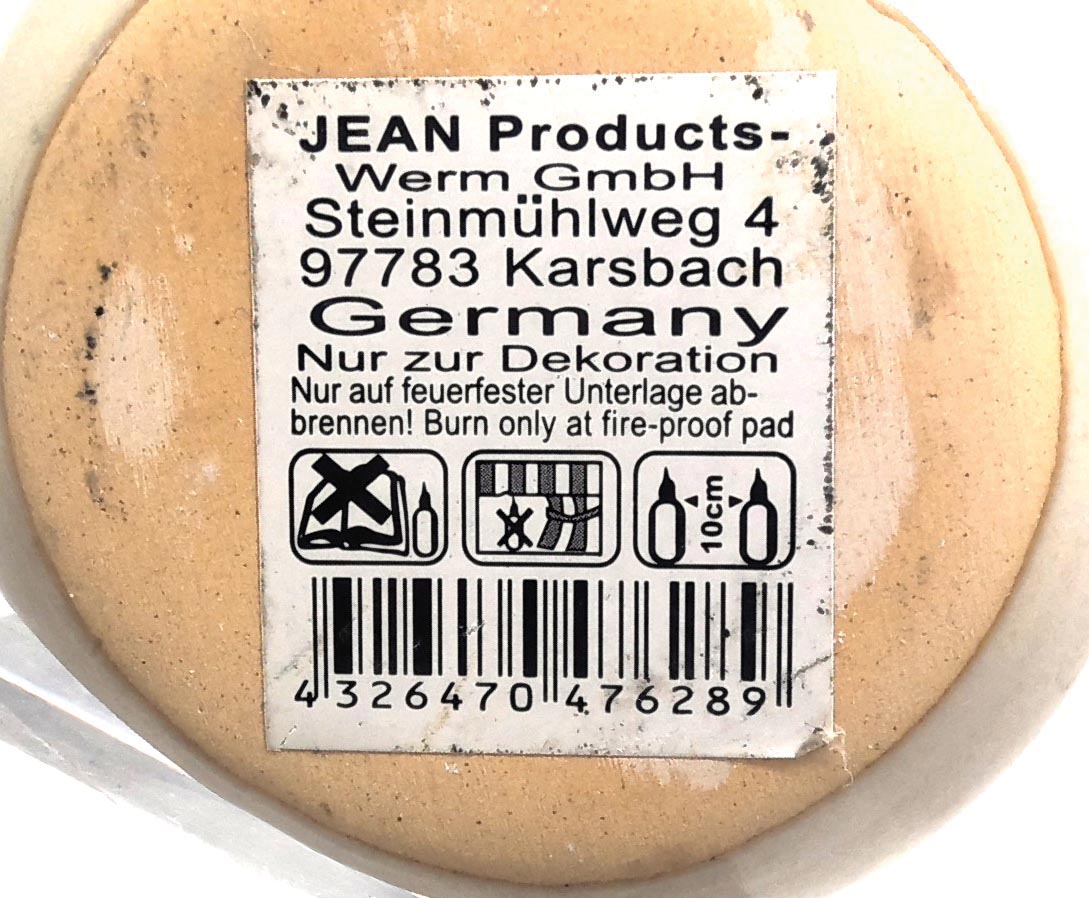 JEAN Products-
Werm GmbH
Steinmühlweg 4
97783 Karsbach
Germany
Nur zur Dekoration
Nur auf feuerfester Unterlage ab-
brennen! Burn only at fire-proof pad
10cm
4 326470 476289